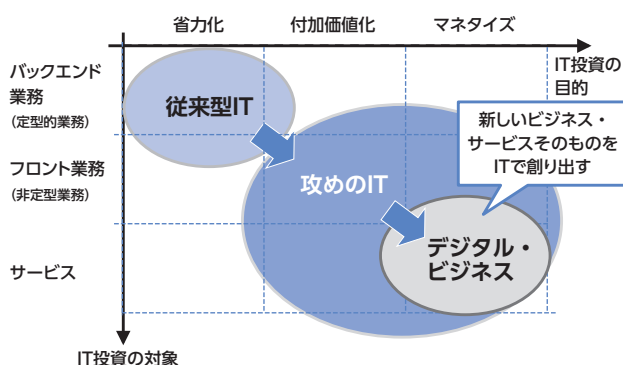 省力化
付加価値化
マネタイズ
IT投資の
目的
バックエンド
業務
(定型的業務)
従来型IT
新しいビジネス・
サービスそのものを
ITで創り出す
フロント業務
(非定型業務)
攻めのIT
デジタル・
ビジネス
サービス
IT投資の対象